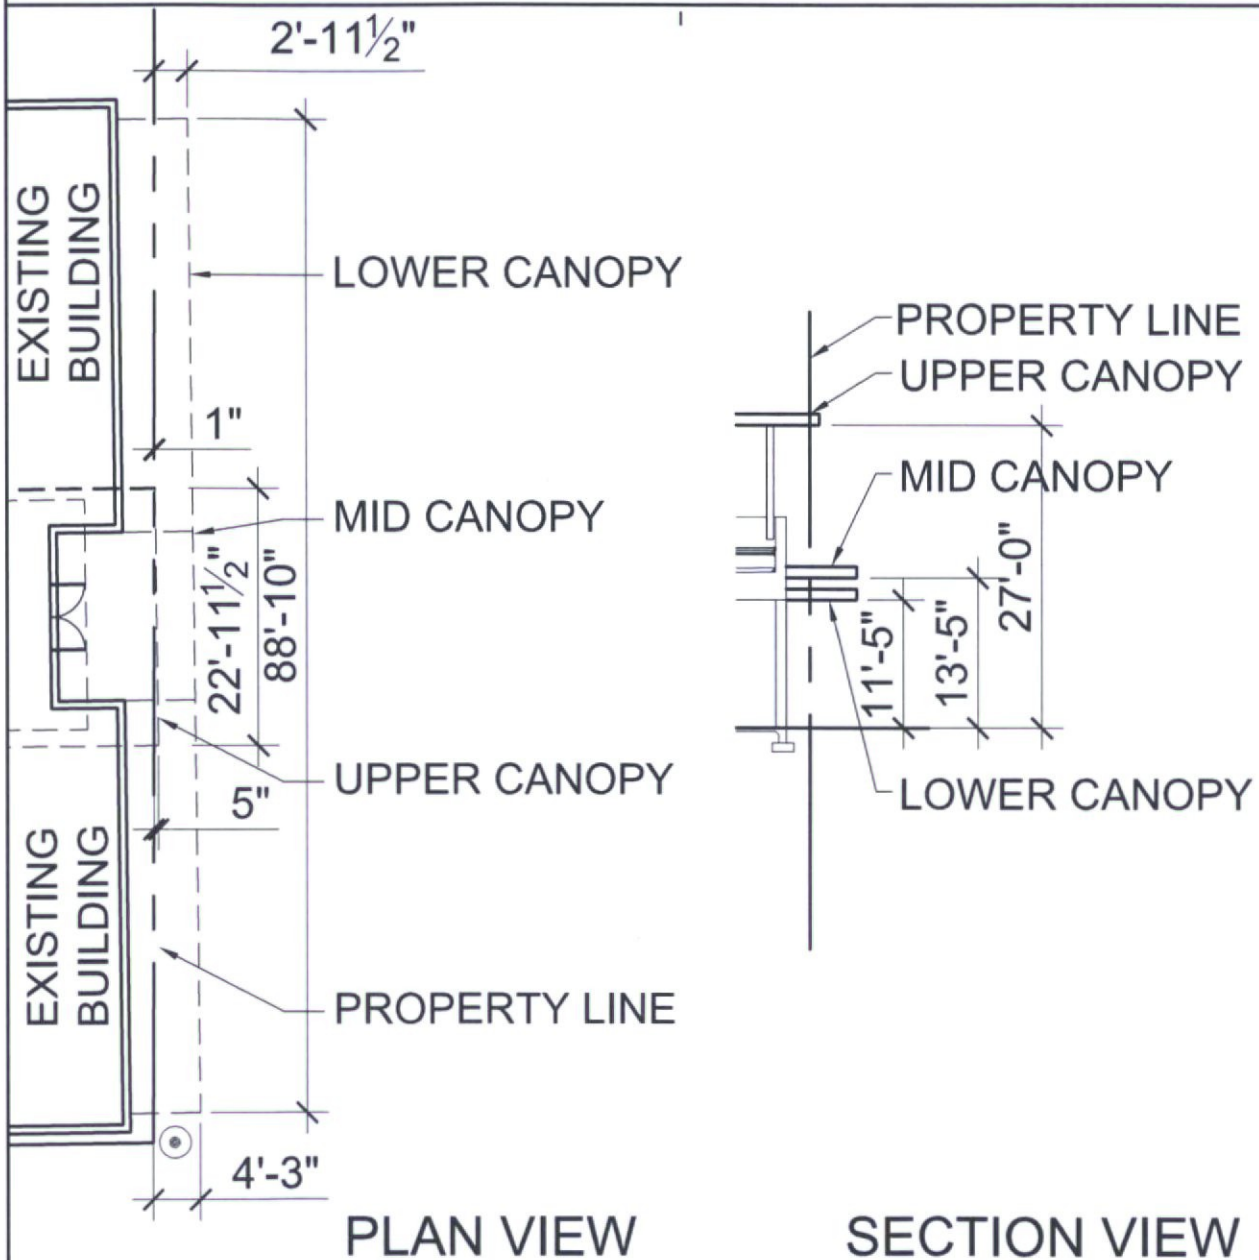 2'-11½"
EXISTING
BUILDING
LOWER CANOPY
1"
MID CANOPY
22'-11½"
88'-10"
UPPER CANOPY
5"
EXISTING
BUILDING
PROPERTY LINE
4'-3"
PLAN VIEW
PROPERTY LINE
UPPER CANOPY
MID CANOPY
27'-0"
13'-5"
11'-5"
LOWER CANOPY
SECTION VIEW